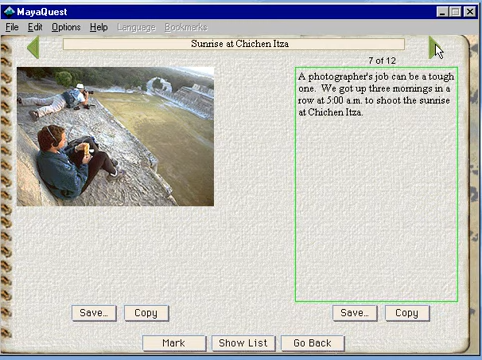 MayaQuest
File Edit Options Help Language Bookmarks
Sunrise at Chichen Itza
7 of 12
A photographer's job can be a tough
one. We got up three mornings in a
row at 5:00 a.m. to shoot the sunrise
at Chichen Itza.
Save... Copy Save... Copy
Mark Show List Go Back